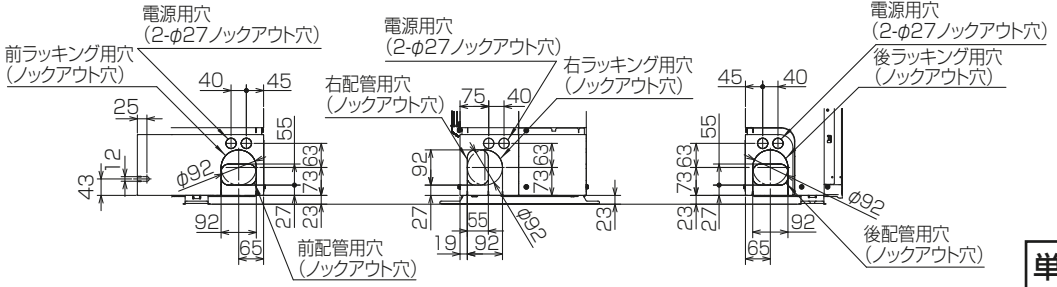 電源用穴
(2-φ27ノックアウト穴)
前ラッキング用穴
(ノックアウト穴)
40
45
25
55
63
12
43
φ92
73
27
23
92
65
前配管用穴
(ノックアウト穴)
電源用穴
(2-φ27ノックアウト穴)
右配管用穴
(ノックアウト穴)
右ラッキング用穴
(ノックアウト穴)
75
40
92
63
73
27
55
φ92
23
19
92
電源用穴
(2-φ27ノックアウト穴)
後ラッキング用穴
(ノックアウト穴)
45
40
55
63
73
27
23
φ92
92
65
後配管用穴
(ノックアウト穴)
単